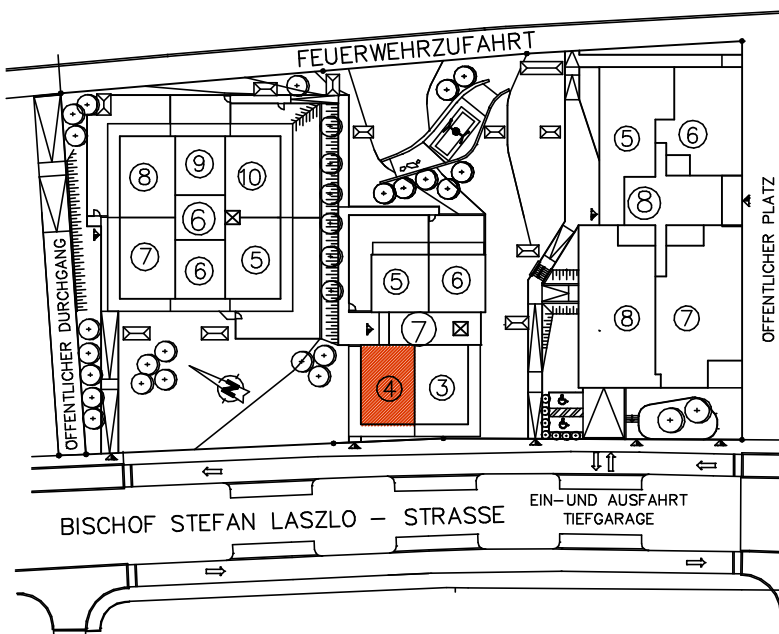 FEUERWEHRZUFAHRT
8
9
10
6
7
6
5
5
6
7
4
3
5
6
8
8
7
OFFENTLICHER DURCHGANG
OFFENTLICHER PLATZ
N
BISCHOF STEFAN LASZLO – STRASSE
EIN–UND AUSFAHRT
TIEFGARAGE